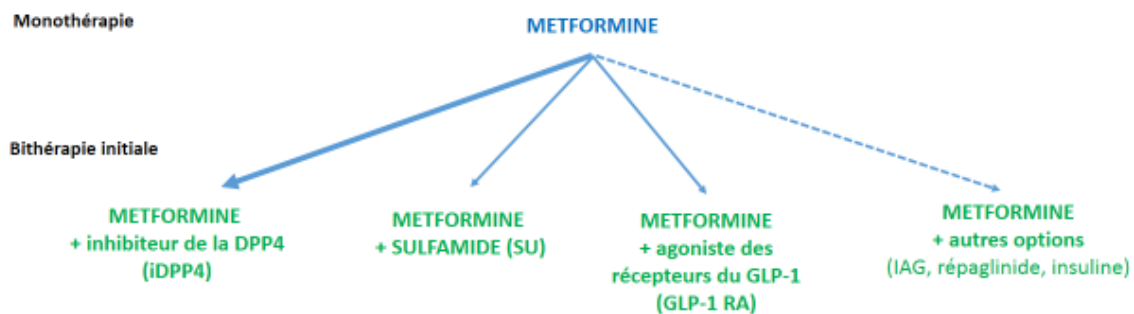 Monothérapie
METFORMINE
Bithérapie initiale
METFORMINE
+ inhibiteur de la DPP4
(iDPP4)
METFORMINE
+ SULFAMIDE (SU)
METFORMINE
+ agoniste des
récepteurs du GLP-1
(GLP-1 RA)
METFORMINE
+ autres options
(IAG, répaglinide, insuline)